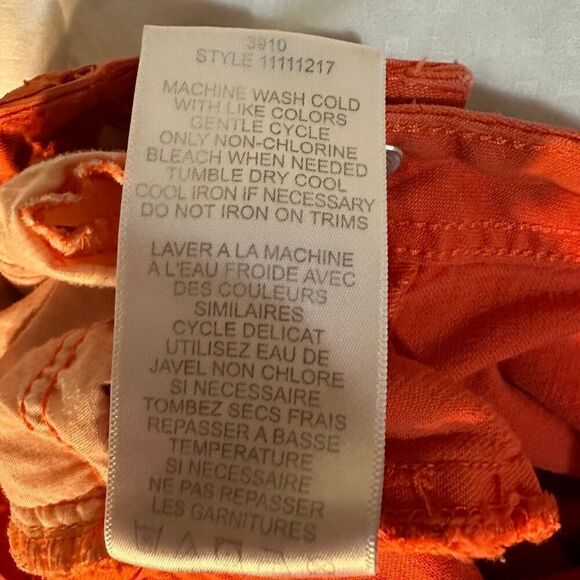 3910
STYLE 11111217
MACHINE WASH COLD
WITH LIKE COLORS
GENTLE CYCLE
ONLY NON-CHLORINE
BLEACH WHEN NEEDED
TUMBLE DRY COOL
COOL IRON IF NECESSARY
DO NOT IRON ON TRIMS
LAVER A LA MACHINE
À L'EAU FROIDE AVEC
DES COULEURS
SIMILAIRES
CYCLE DELICAT
UTILISEZ EAU DE
JAVEL NON CHLORE
SI NECESSAIRE
TOMBEZ SECS FRAIS
REPASSER A BASSE
TEMPERATURE
SI NECESSAIRE
NE PAS REPASSER
LES GARNITURES